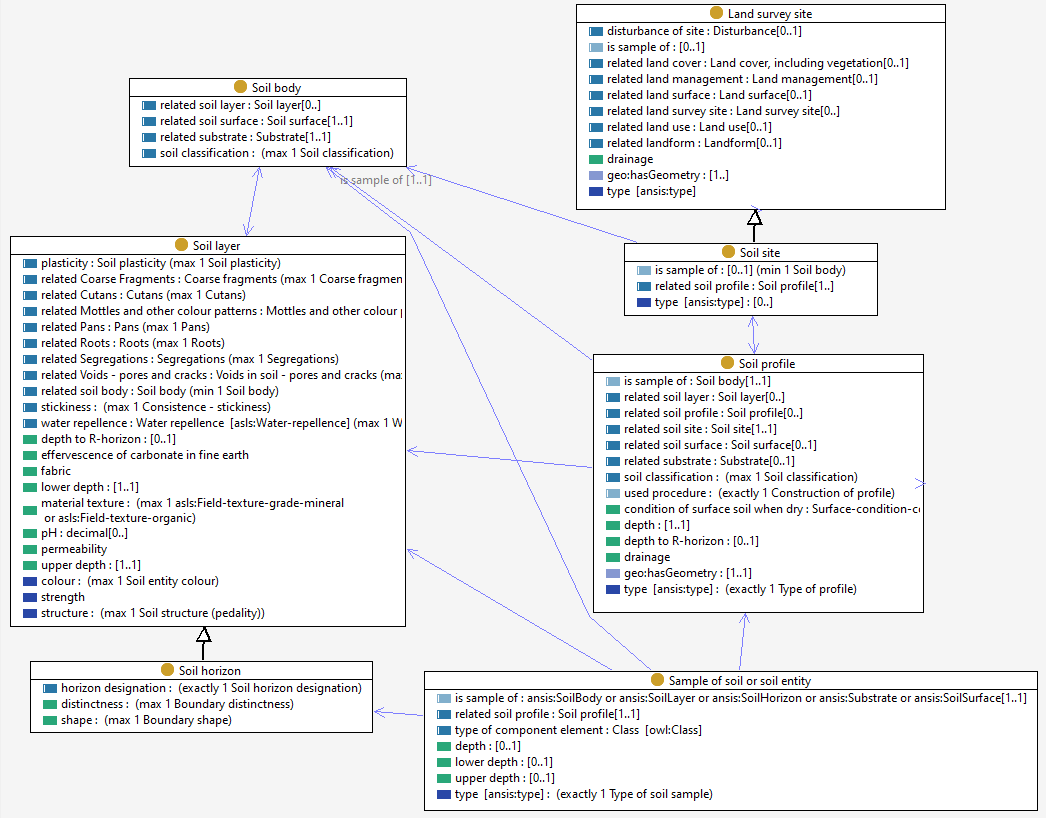 Land survey site
disturbance of site : Disturbance[0..1]
is sample of : [0..1]
related land cover : Land cover, including vegetation[0..1]
related land management : Land management[0..1]
related land surface : Land surface[0..1]
related land survey site : Land survey site[0..]
related land use : Land use[0..1]
related landform : Landform[0..1]
drainage
geo:hasGeometry : [1..]
type [ansis:type]
Soil body
related soil layer : Soil layer[0..]
related soil surface : Soil surface[1..1]
related substrate : Substrate[1..1]
soil classification : (max 1 Soil classification)
is sample of [1..1]
Soil layer
plasticity : Soil plasticity (max 1 Soil plasticity)
related Coarse Fragments : Coarse fragments (max 1 Coarse fragmen
related Cutans : Cutans (max 1 Cutans)
related Mottles and other colour patterns : Mottles and other colour
related Pans : Pans (max 1 Pans)
related Roots : Roots (max 1 Roots)
related Segregations : Segregations (max 1 Segregations)
related Voids - pores and cracks : Voids in soil - pores and cracks (ma
related soil body : Soil body (min 1 Soil body)
stickiness : (max 1 Consistence - stickiness)
water repellence : Water repellence [asls:Water-repellence] (max 1 W
depth to R-horizon : [0..1]
effervescence of carbonate in fine earth
fabric
lower depth : [1..1]
material texture : (max 1 asls:Field-texture-grade-mineral
or asls:Field-texture-organic)
pH : decimal[0..]
permeability
upper depth : [1..1]
colour : (max 1 Soil entity colour)
strength
structure : (max 1 Soil structure (pedality))
Soil site
is sample of : [0..1] (min 1 Soil body)
related soil profile : Soil profile[1..]
type [ansis:type] : [0..]
Soil profile
is sample of : Soil body[1..1]
related soil layer : Soil layer[0..]
related soil profile : Soil profile[0..]
related soil site : Soil site[1..1]
related soil surface : Soil surface[0..1]
related substrate : Substrate[0..1]
soil classification : (max 1 Soil classification)
used procedure : (exactly 1 Construction of profile)
condition of surface soil when dry : Surface-condition-c
depth : [1..1]
depth to R-horizon : [0..1]
drainage
geo:hasGeometry : [1..1]
type [ansis:type] : (exactly 1 Type of profile)
Soil horizon
horizon designation : (exactly 1 Soil horizon designation)
distinctness : (max 1 Boundary distinctness)
shape : (max 1 Boundary shape)
Sample of soil or soil entity
is sample of : ansis:SoilBody or ansis:SoilLayer or ansis:SoilHorizon or ansis:Substrate or ansis:SoilSurface[1..1]
related soil profile : Soil profile[1..1]
type of component element : Class [owl:Class]
depth : [0..1]
lower depth : [0..1]
upper depth : [0..1]
type [ansis:type] : (exactly 1 Type of soil sample)